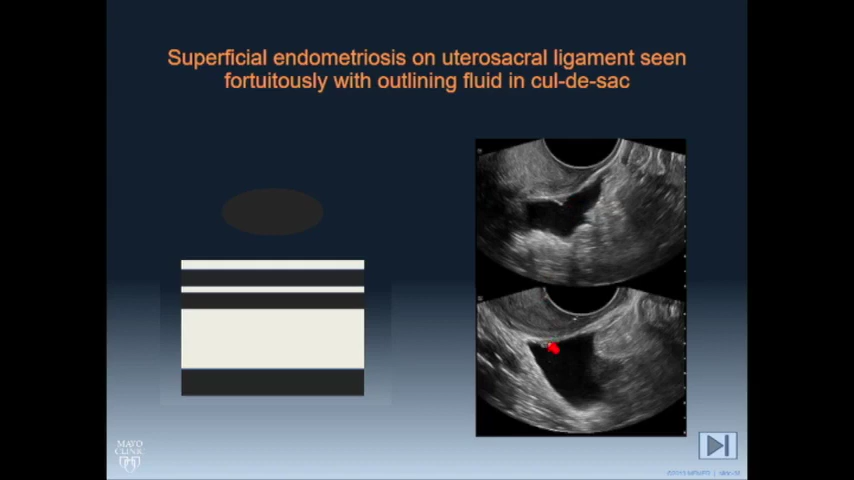 Superficial endometriosis on uterosacral ligament seen
fortuitously with outlining fluid in cul-de-sac
MAYO
CLINIC